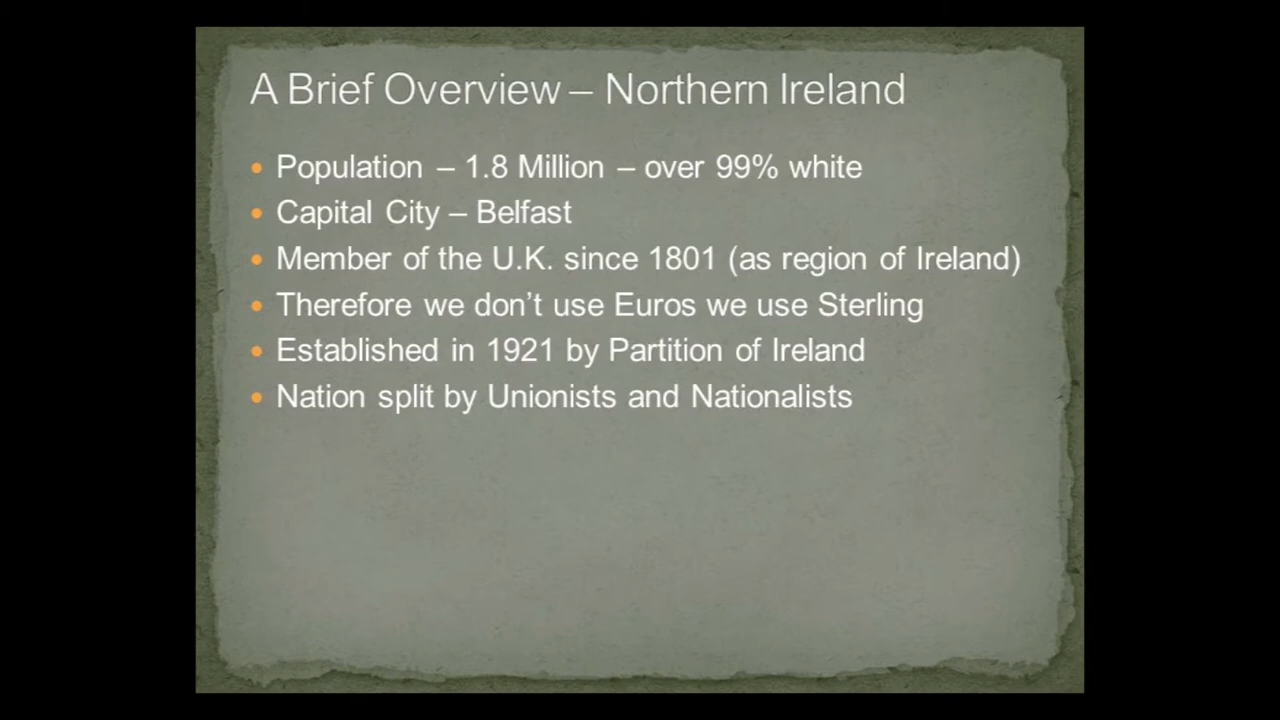 A Brief Overview – Northern Ireland
• Population – 1.8 Million – over 99% white
• Capital City – Belfast
• Member of the U.K. since 1801 (as region of Ireland)
• Therefore we don’t use Euros we use Sterling
• Established in 1921 by Partition of Ireland
• Nation split by Unionists and Nationalists